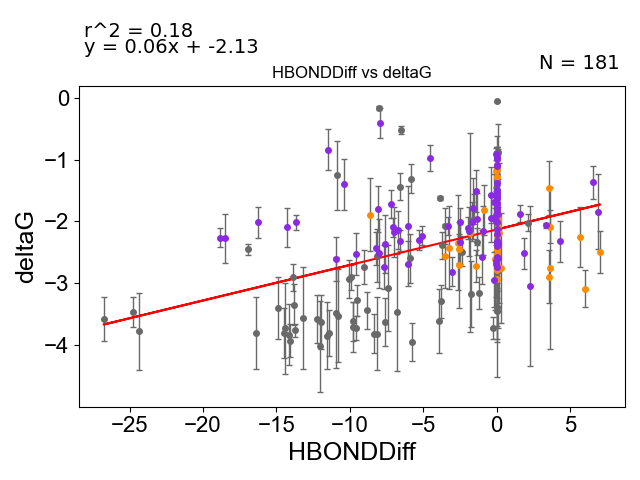 r^2 = 0.18
y = 0.06x + -2.13
N = 181
HBONDDiff vs deltaG
deltaG
0
−1
−2
−3
−4
−25
−20
−15
−10
−5
0
5
HBONDDiff